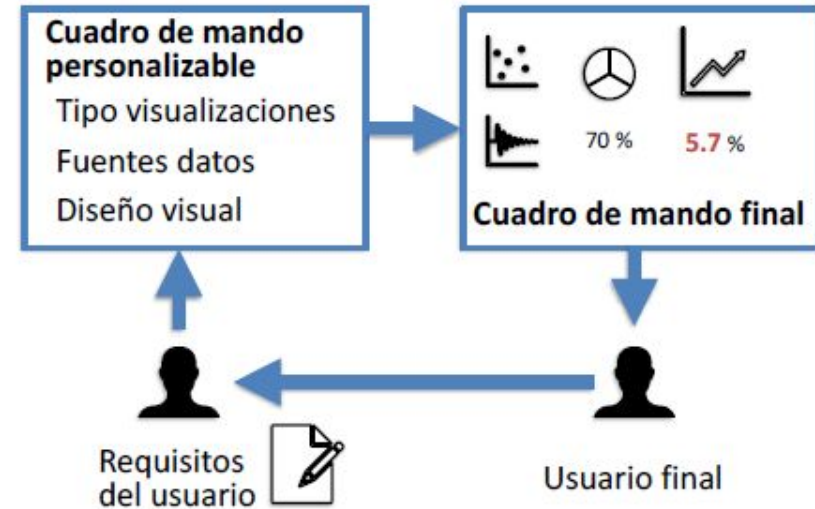 Cuadro de mando
personalizable
Tipo visualizaciones
Fuentes datos
Diseño visual
70 %
5.7 %
Cuadro de mando final
Requisitos
del usuario
Usuario final